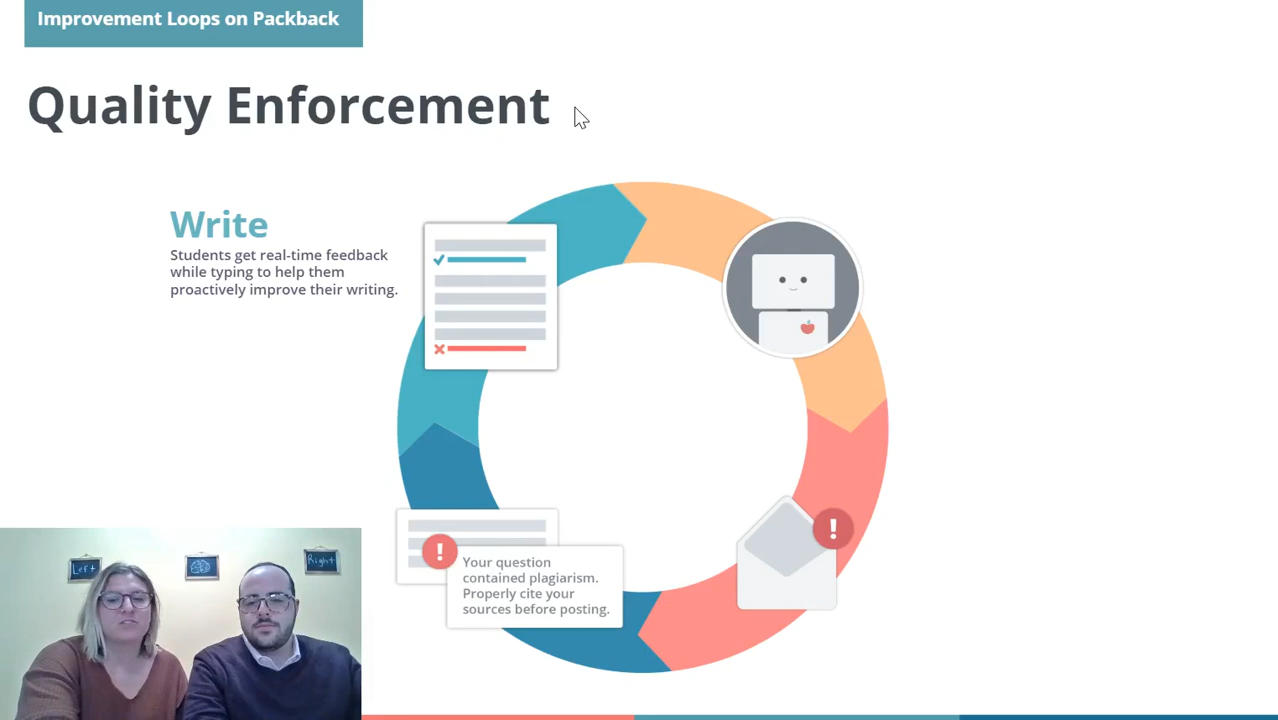 Improvement Loops on Packback
Quality Enforcement
Write
Students get real-time feedback
while typing to help them
proactively improve their writing.
!
!
Your question
contained plagiarism.
Properly cite your
sources before posting.
Left
Right